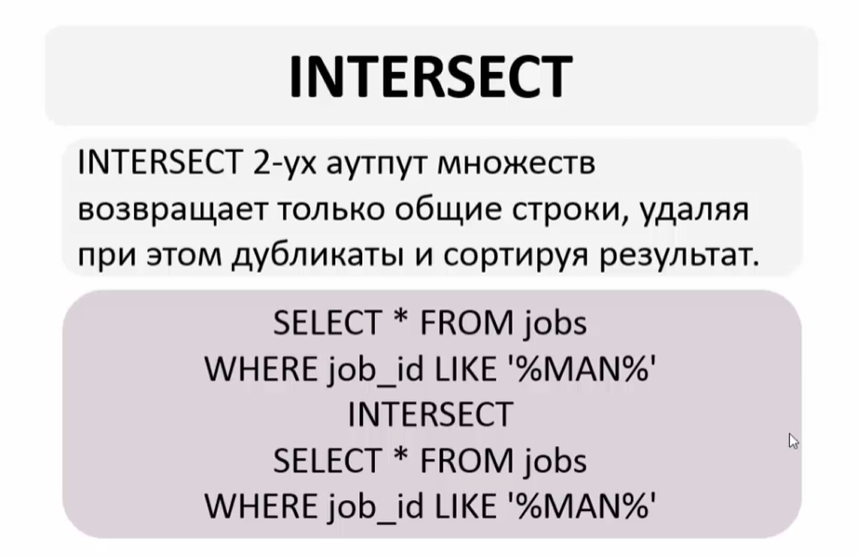 INTERSECT
INTERSECT 2-ух аутпут множеств
возвращает только общие строки, удаляя
при этом дубликаты и сортируя результат.
SELECT * FROM jobs
WHERE job_id LIKE '%MAN%'
INTERSECT
SELECT * FROM jobs
WHERE job_id LIKE '%MAN%'